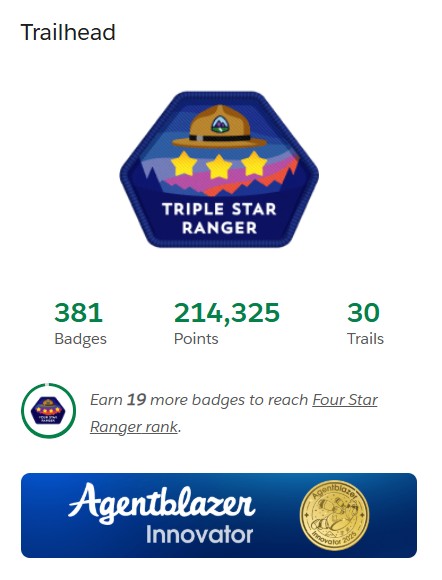 Trailhead
TRIPLE STAR
RANGER
381
Badges
214,325
Points
30
Trails
FOUR STAR
RANGER
Earn 19 more badges to reach Four Star
Ranger rank.
Agentblazer
Innovator
Agentblazer
Innovator 2025